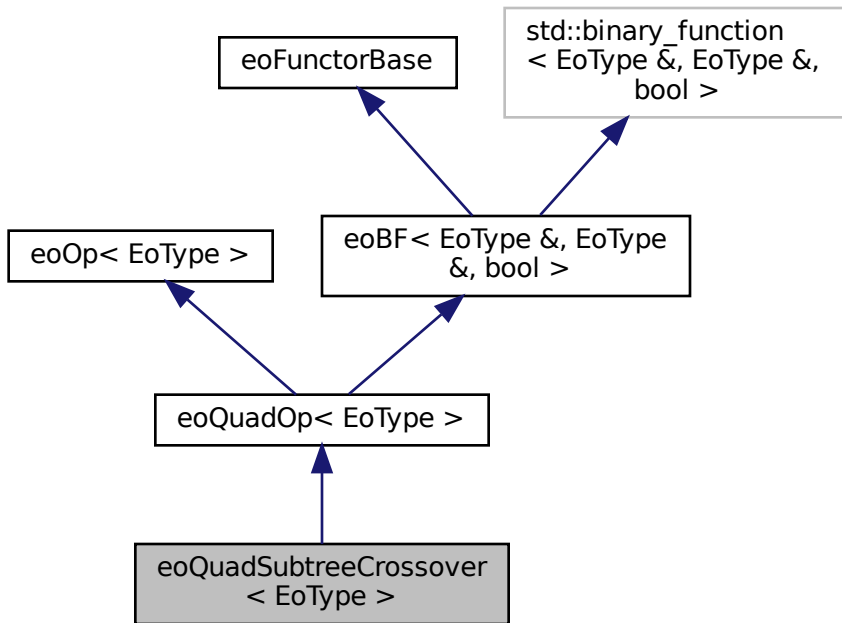 std::binary_function
< EoType &, EoType &,
bool >
eoFunctorBase
eoBF< EoType &, EoType
&, bool >
eoOp< EoType >
eoQuadOp< EoType >
eoQuadSubtreeCrossover
< EoType >